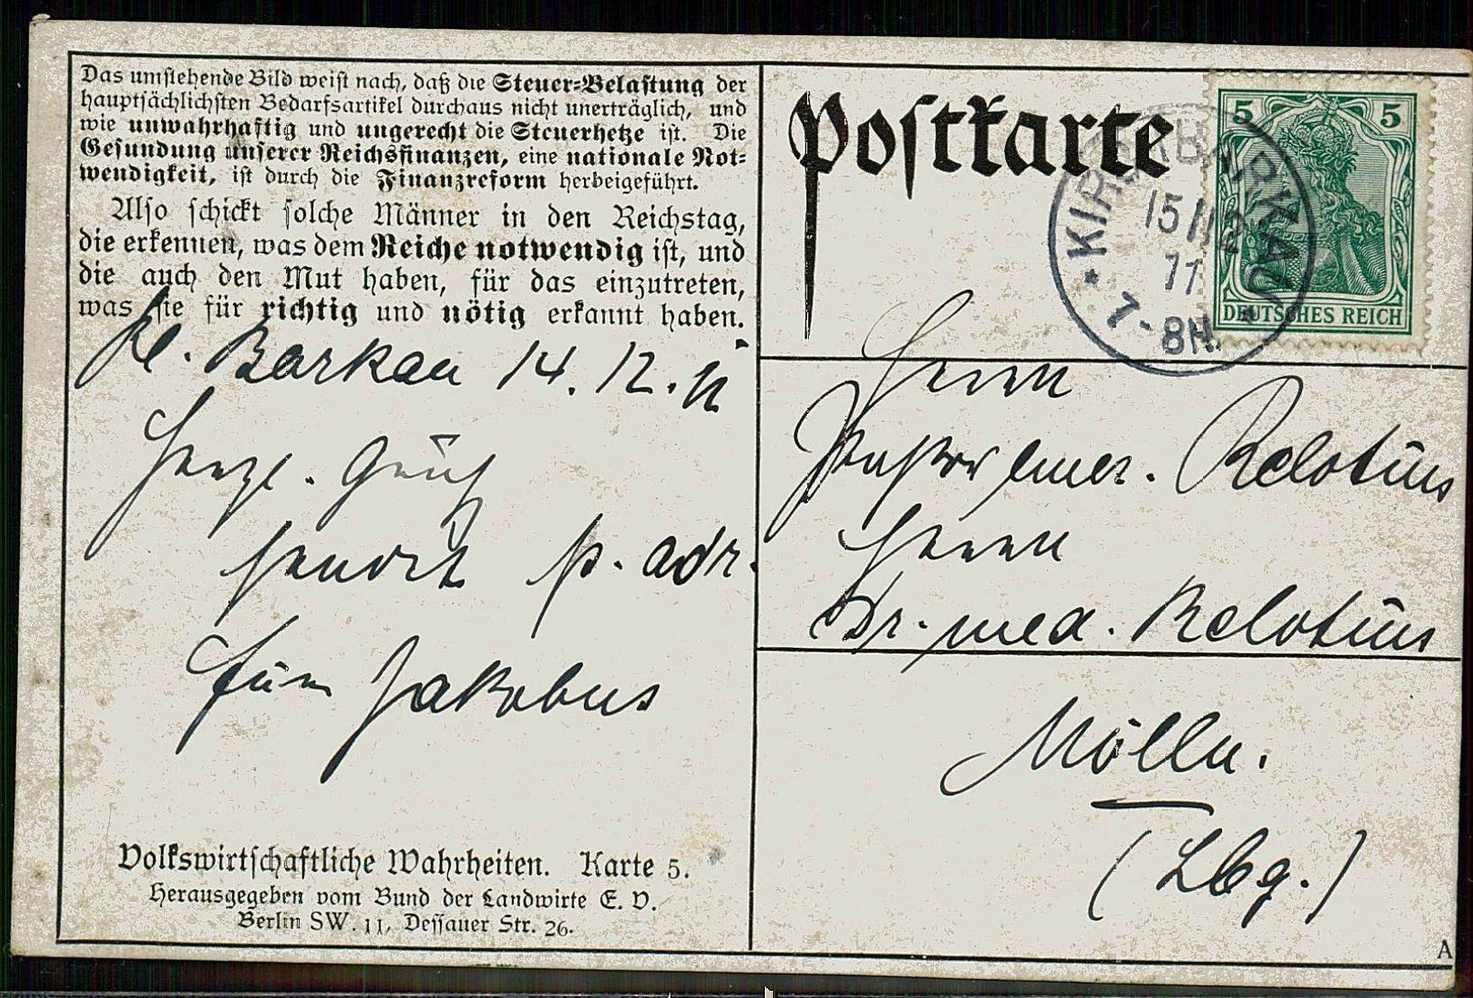 Das umstehende Bild weist nach, daß die Steuer-Belastung der
hauptsächlichsten Bedarfsartikel durchaus nicht unerträglich, und
wie unwahrhaftig und ungerecht die Steuerhetze ist. Die
Gesundung unserer Reichsfinanzen, eine nationale Not-
wendigkeit, ist durch die Finanzreform herbeigeführt.
Also schickt solche Männer in den Reichstag,
die erkennen, was dem Reiche notwendig ist, und
die auch den Mut haben, für das einzutreten,
was sie für richtig und nötig erkannt haben.
Kl. Barkau 14. 12. 11
Herzl. Gruß
sendet p. adr.
Jakobus
Volkswirtschaftliche Wahrheiten. Karte 5.
Herausgegeben vom Bund der Landwirte E. V.
Berlin SW. 11, Dessauer Str. 26.
Postkarte
KIRCHBARKAU
15 12
11
7-8N.
5 5
DEUTSCHES REICH
Herrn
Pastor emer. Relotius
Herrn
Dr. med. Relotius
Mölln.
(Lbg.)
A